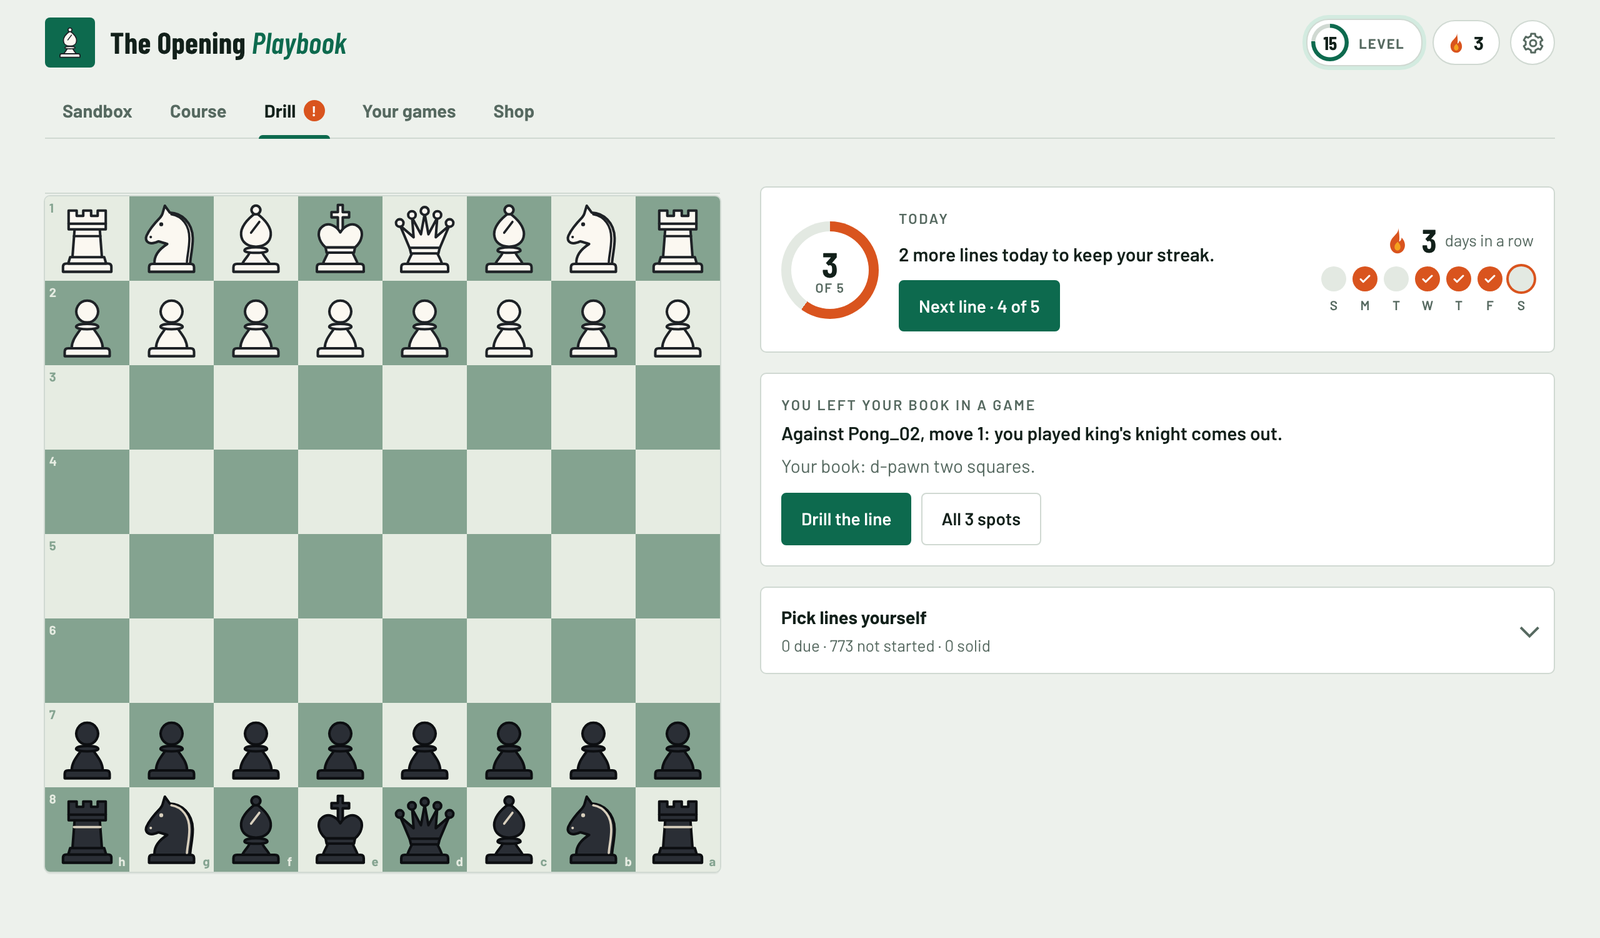 The Opening Playbook
15 LEVEL
3
Sandbox
Course
Drill !
Your games
Shop
1
2
3
4
5
6
7
8
h g f e d c b a
3
OF 5
TODAY
2 more lines today to keep your streak.
Next line · 4 of 5
3 days in a row
S M T W T F S
YOU LEFT YOUR BOOK IN A GAME
Against Pong_02, move 1: you played king's knight comes out.
Your book: d-pawn two squares.
Drill the line
All 3 spots
Pick lines yourself
0 due · 773 not started · 0 solid